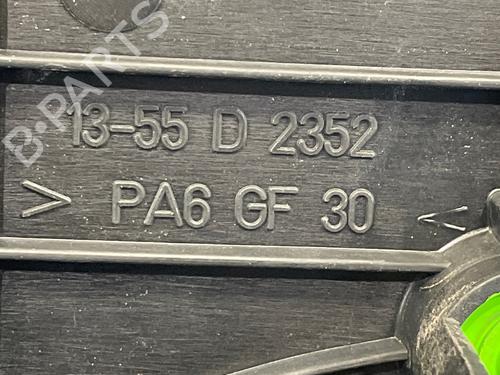 B-PARTS
13-55 D 2352
> PA6 GF 30 <